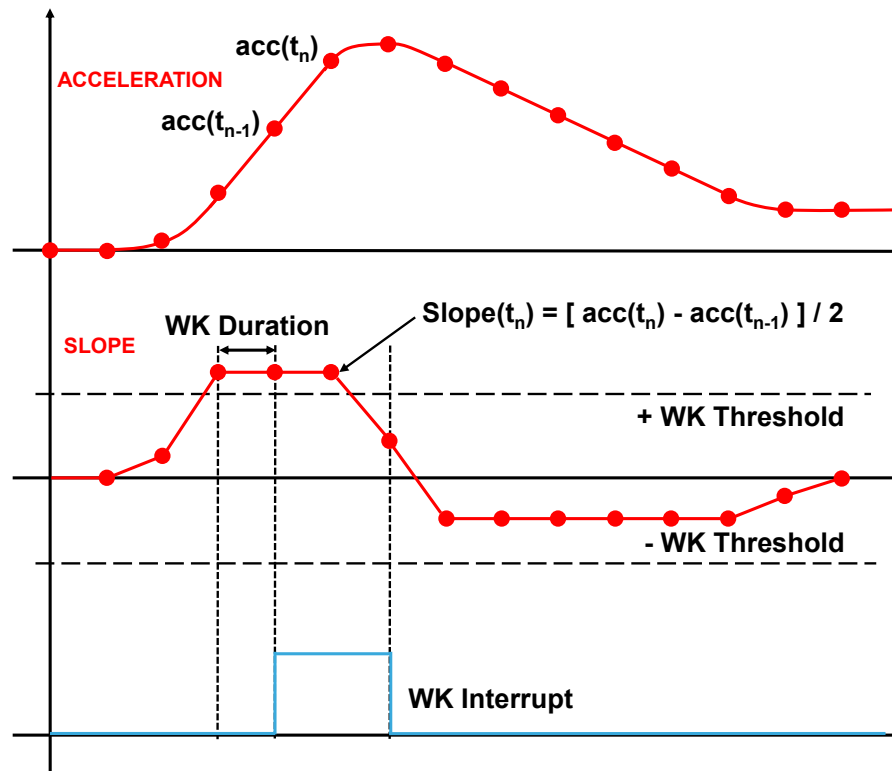 acc(tn)
ACCELERATION
acc(tn-1)
WK Duration
Slope(tn) = [ acc(tn) - acc(tn-1) ] / 2
SLOPE
+ WK Threshold
- WK Threshold
WK Interrupt